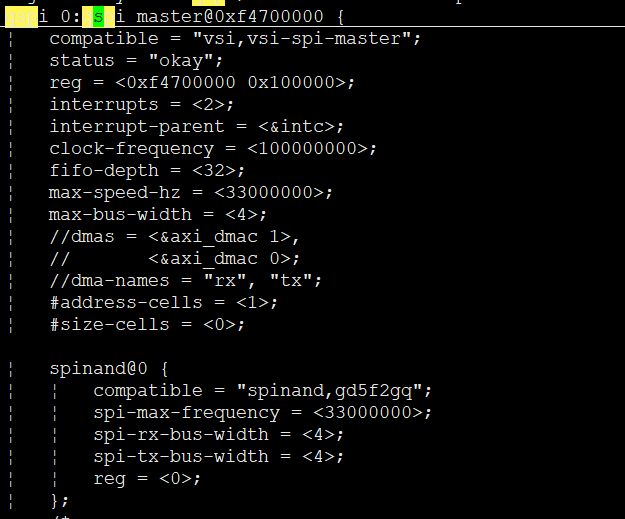 i 0: s i master@0xf4700000 {
compatible = "vsi,vsi-spi-master";
status = "okay";
reg = <0xf4700000 0x100000>;
interrupts = <2>;
interrupt-parent = <&intc>;
clock-frequency = <100000000>;
fifo-depth = <32>;
max-speed-hz = <33000000>;
max-bus-width = <4>;
//dmas = <&axi_dmac 1>,
// <&axi_dmac 0>;
//dma-names = "rx", "tx";
#address-cells = <1>;
#size-cells = <0>;
spinand@0 {
compatible = "spinand,gd5f2gq";
spi-max-frequency = <33000000>;
spi-rx-bus-width = <4>;
spi-tx-bus-width = <4>;
reg = <0>;
};